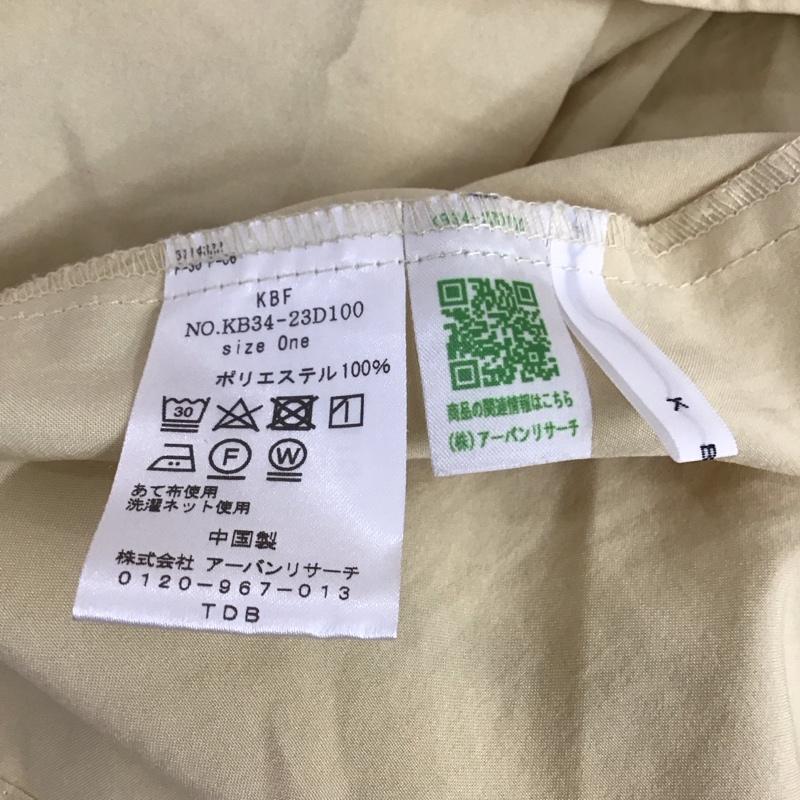 KBF
NO.KB34-23D100
size One
ポリエステル100%
30
F
W
あて布使用
洗濯ネット使用
中国製
株式会社 アーバンリサーチ
0120-967-013
TDB
KB34-23D100
商品の関連情報はこちら
(株)アーバンリサーチ
K
B